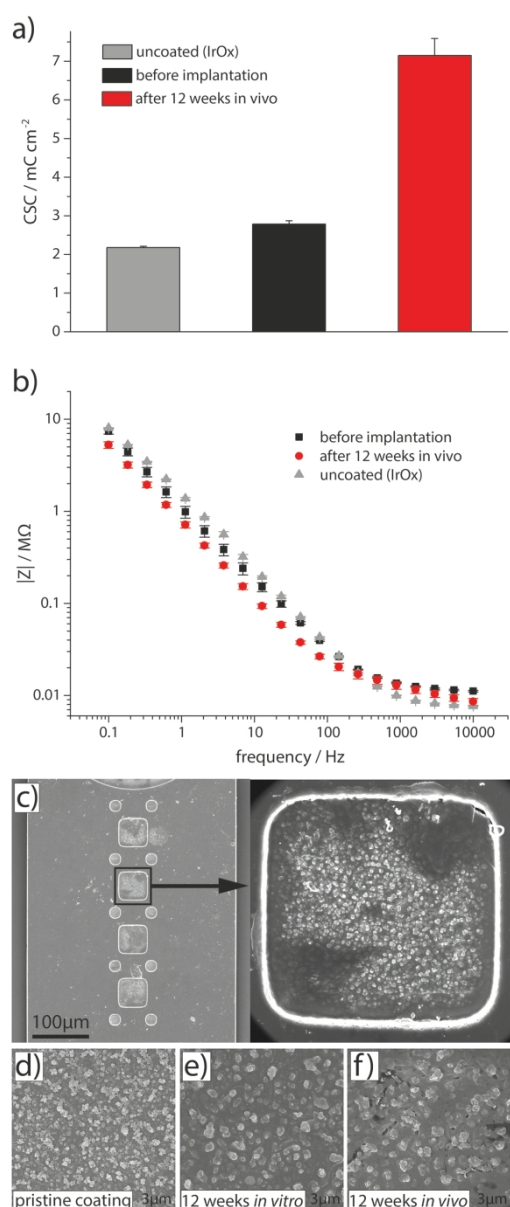 a)
7
6
5
4
3
2
1
0
CSC / mC cm⁻²
uncoated (IrOx)
before implantation
after 12 weeks in vivo
b)
10
1
0.1
0.01
|Z| / MΩ
before implantation
after 12 weeks in vivo
uncoated (IrOx)
0.1 1 10 100 1000 10000
frequency / Hz
c)
100μm
d) e) f)
pristine coating 3μm 12 weeks in vitro 3μm 12 weeks in vivo 3μm